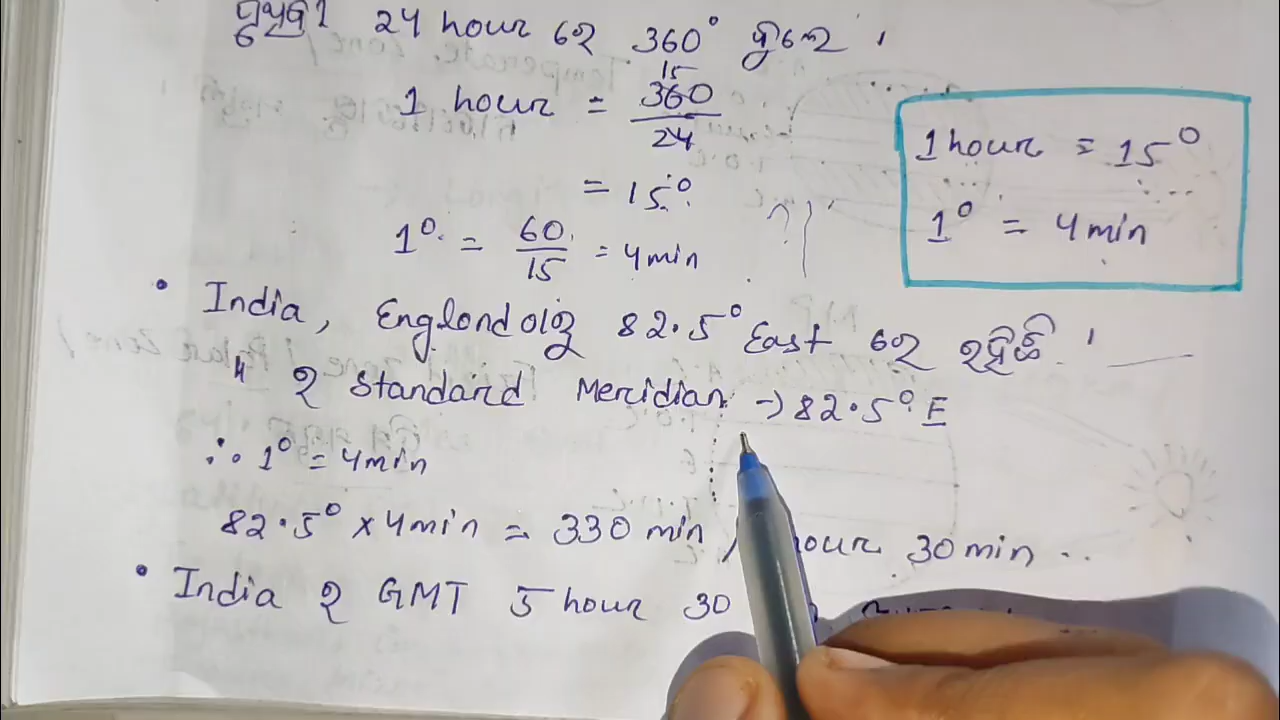 ପୃଥିବୀ 24 hour ରେ 360° ଘୁରେ ।
1 hour = 360/24 15
= 15°
1° = 60/15 = 4 min
1 hour = 15°
1° = 4 min
• India, England ଠାରୁ 82.5° East ରେ ରହିଛି ।
" ର Standard Meridian → 82.5° E
∴ 1° = 4 min
82.5° × 4 min = 330 min / hour 30 min ..
• India ର GMT 5 hour 30